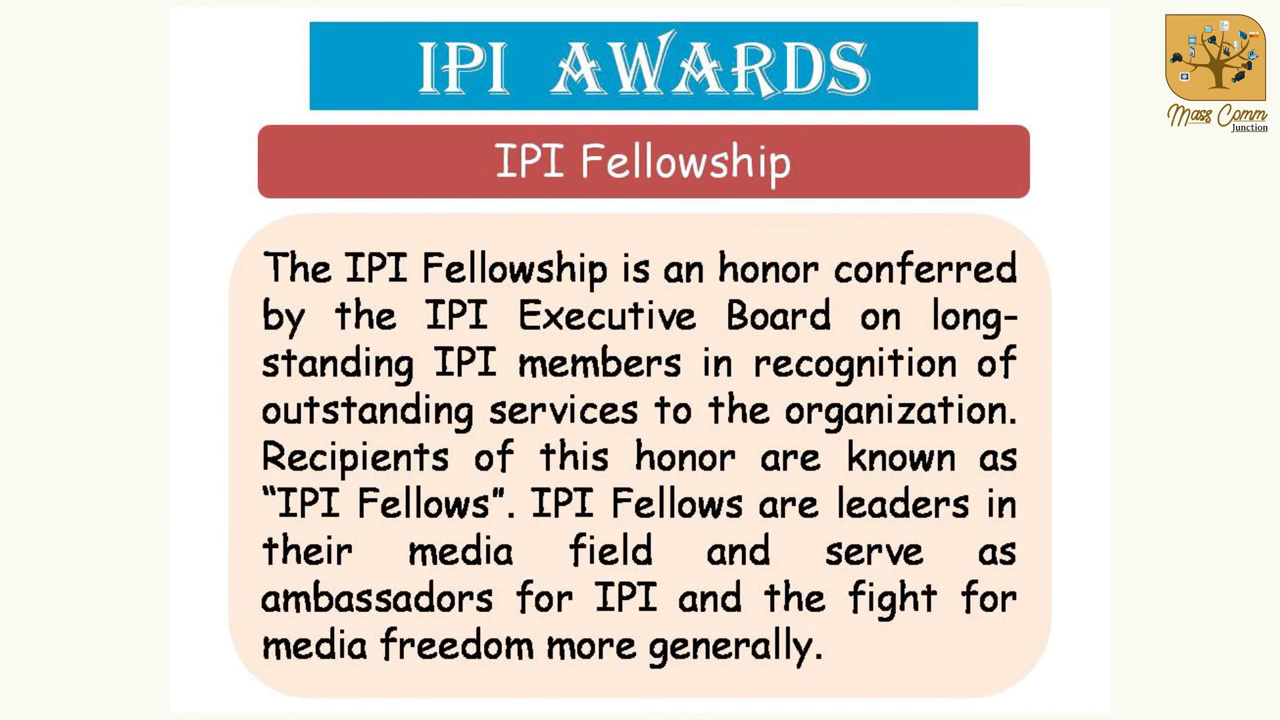 IPI AWARDS
Mass Comm
Junction
IPI Fellowship
The IPI Fellowship is an honor conferred
by the IPI Executive Board on long-
standing IPI members in recognition of
outstanding services to the organization.
Recipients of this honor are known as
“IPI Fellows”. IPI Fellows are leaders in
their media field and serve as
ambassadors for IPI and the fight for
media freedom more generally.